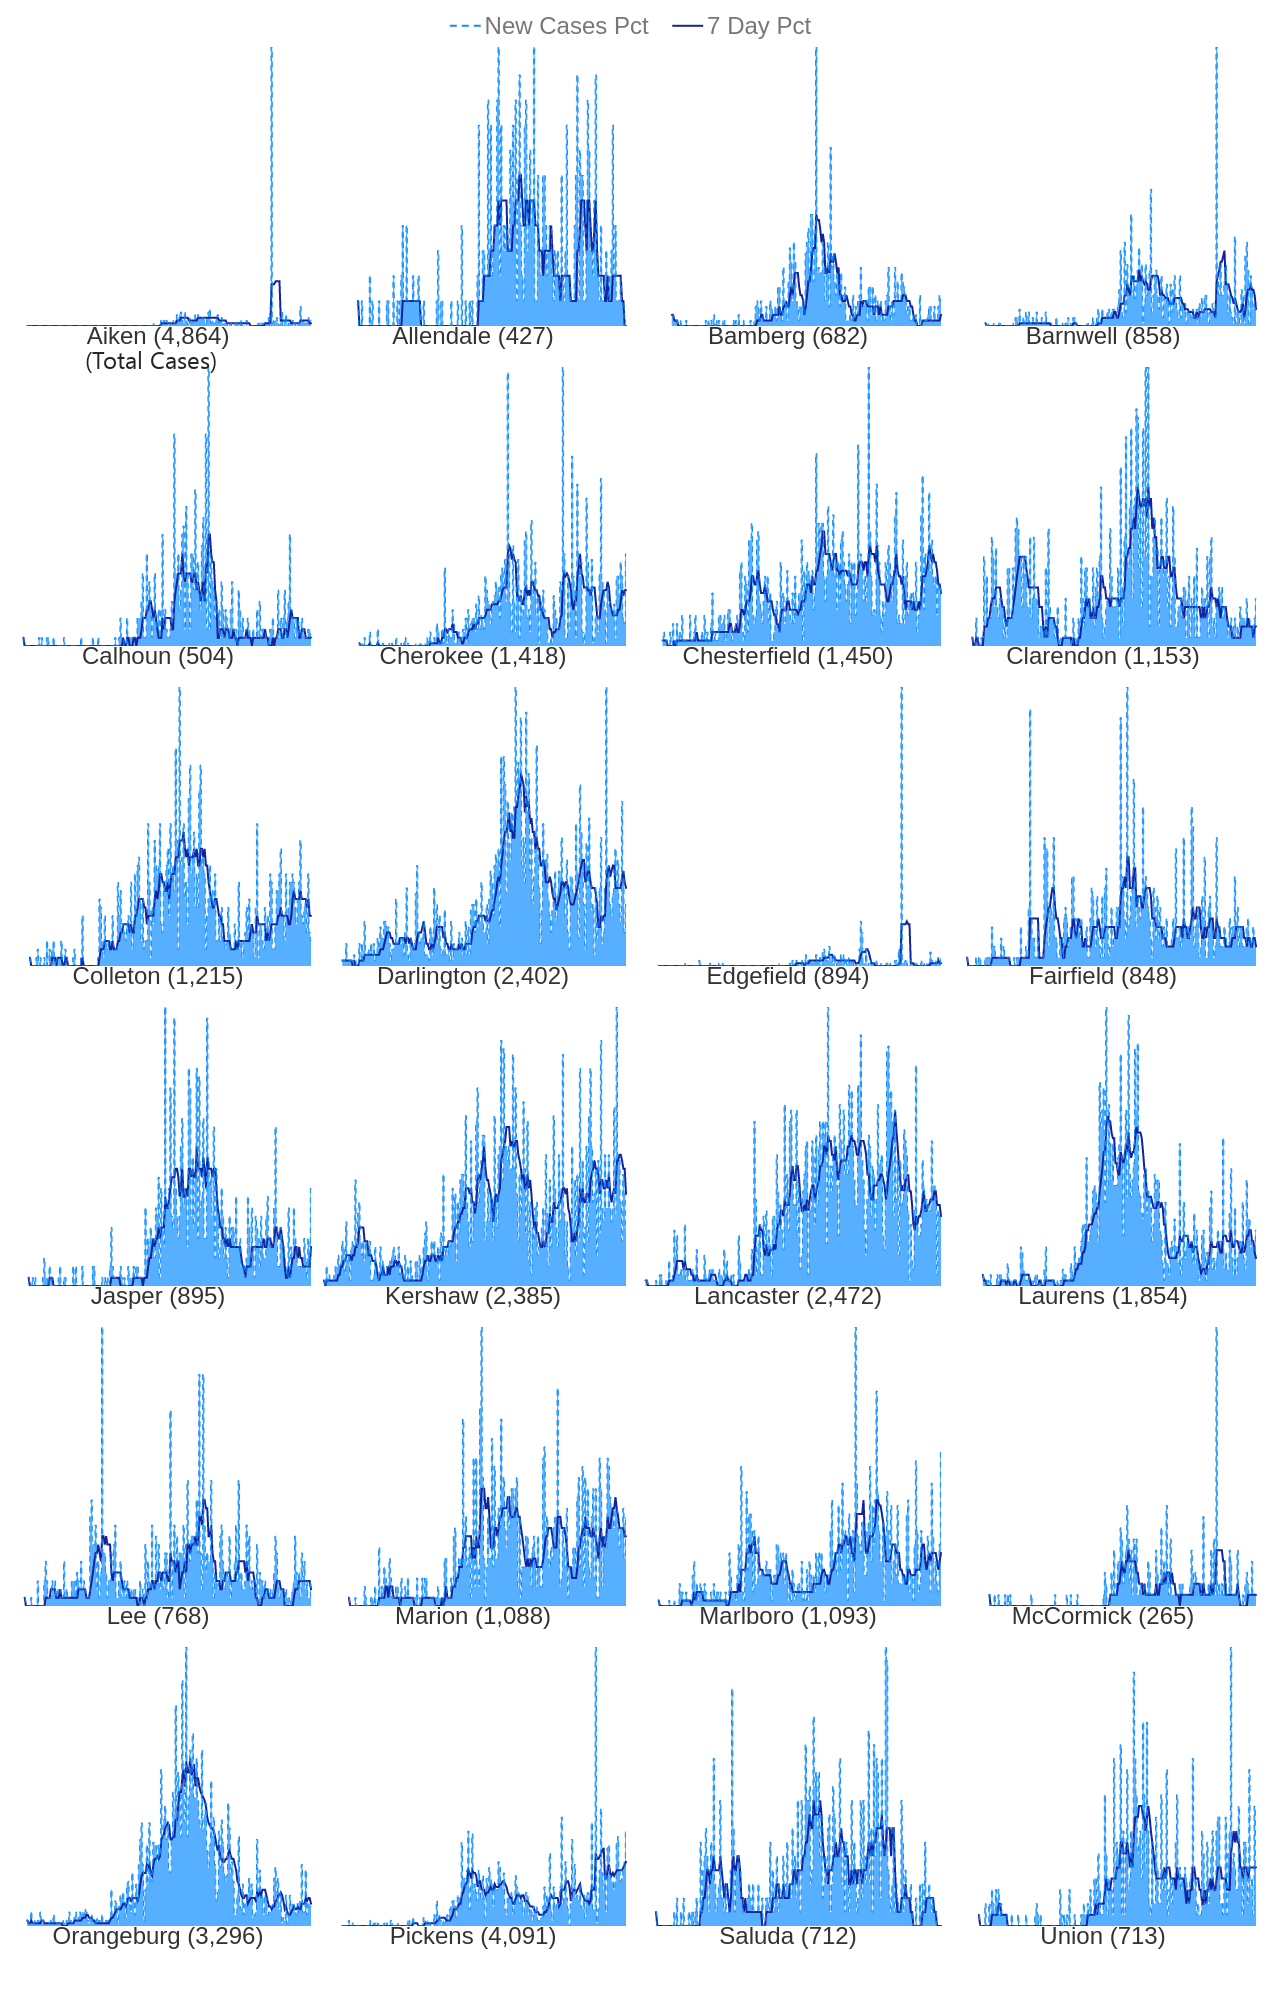 New Cases Pct 7 Day Pct
Aiken (4,864) Allendale (427) Bamberg (682) Barnwell (858)
(Total Cases)
Calhoun (504) Cherokee (1,418) Chesterfield (1,450) Clarendon (1,153)
Colleton (1,215) Darlington (2,402) Edgefield (894) Fairfield (848)
Jasper (895) Kershaw (2,385) Lancaster (2,472) Laurens (1,854)
Lee (768) Marion (1,088) Marlboro (1,093) McCormick (265)
Orangeburg (3,296) Pickens (4,091) Saluda (712) Union (713)